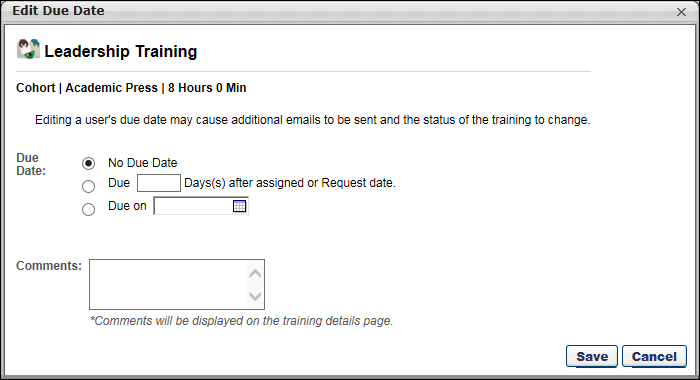 Edit Due Date
Leadership Training
Cohort | Academic Press | 8 Hours 0 Min
Editing a user's due date may cause additional emails to be sent and the status of the training to change.
Due Date:
No Due Date
Due Days(s) after assigned or Request date.
Due on
Comments:
*Comments will be displayed on the training details page.
Save Cancel